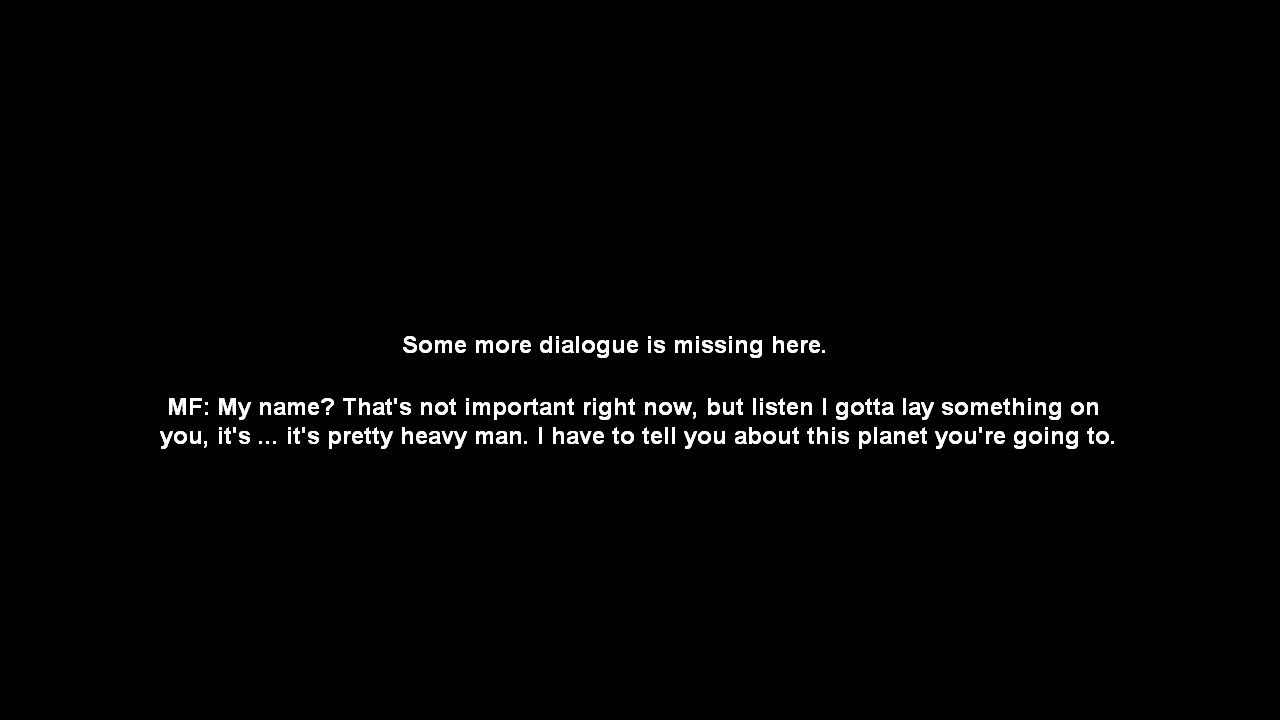 Some more dialogue is missing here.
MF: My name? That's not important right now, but listen I gotta lay something on
you, it's ... it's pretty heavy man. I have to tell you about this planet you're going to.